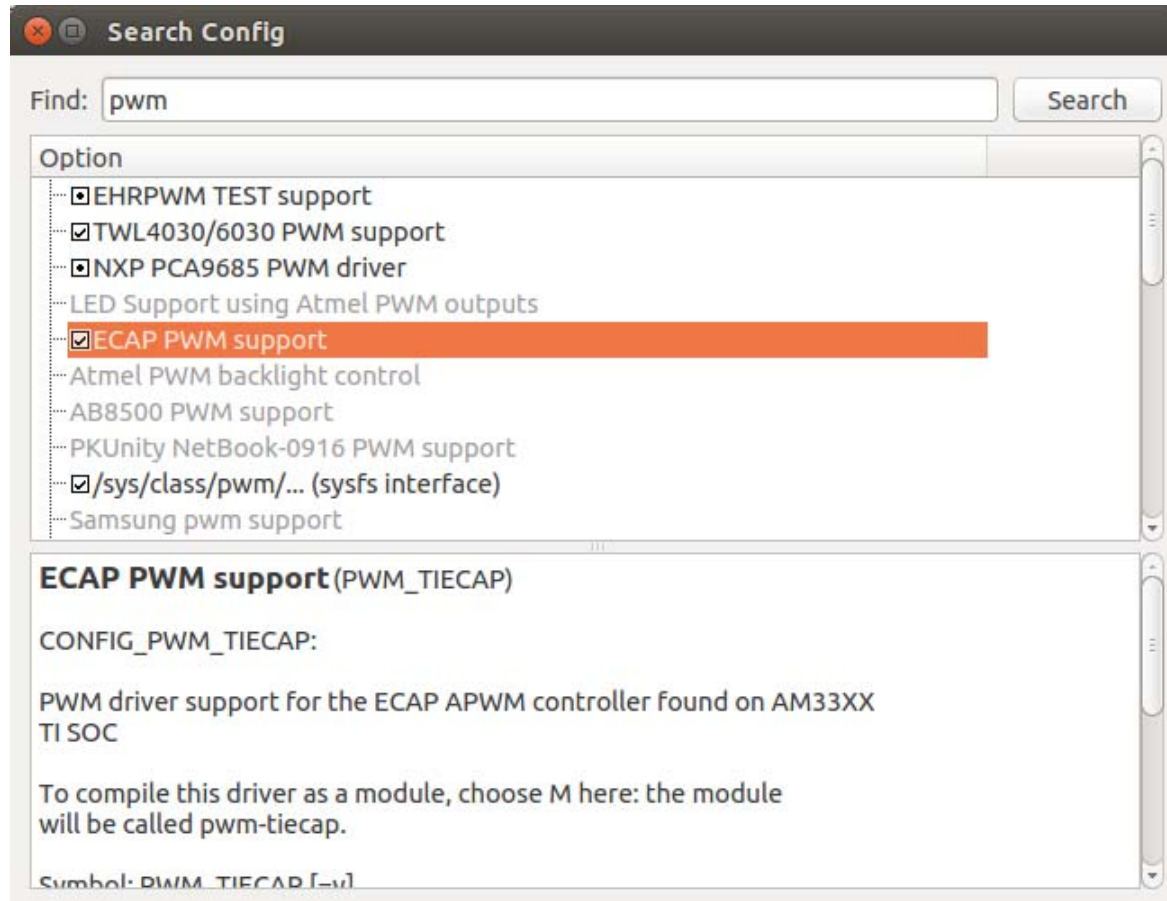 Search Config
Find: pwm Search
Option
EHRPWM TEST support
TWL4030/6030 PWM support
NXP PCA9685 PWM driver
LED Support using Atmel PWM outputs
ECAP PWM support
Atmel PWM backlight control
AB8500 PWM support
PKUnity NetBook-0916 PWM support
/sys/class/pwm/... (sysfs interface)
Samsung pwm support
ECAP PWM support (PWM_TIECAP)
CONFIG_PWM_TIECAP:
PWM driver support for the ECAP APWM controller found on AM33XX
TI SOC
To compile this driver as a module, choose M here: the module
will be called pwm-tiecap.
Symbol: PWM_TIECAP [=y]